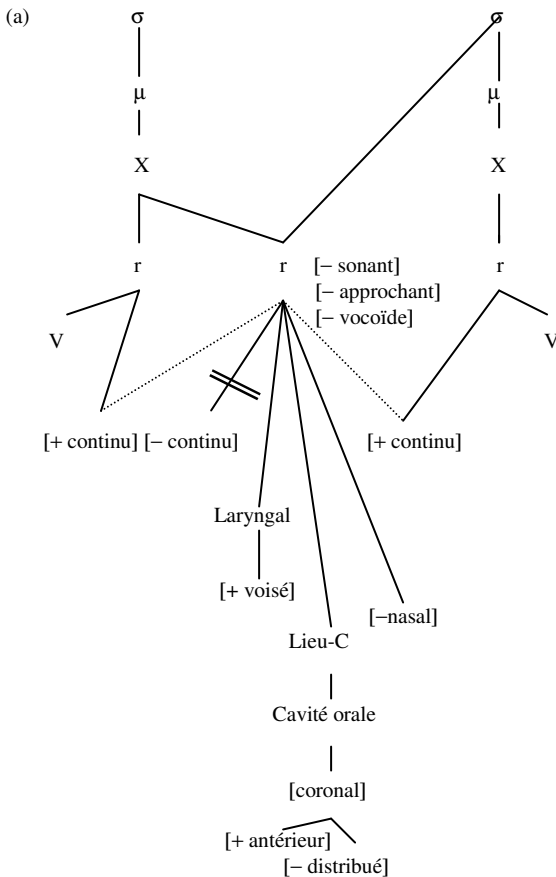 (a)
σ σ
μ μ
X X
r r [− sonant] r
[− approchant]
[− vocoïde]
V V
[+ continu] [− continu] [+ continu]
Laryngal
[+ voisé]
[−nasal]
Lieu-C
Cavité orale
[coronal]
[+ antérieur]
[− distribué]